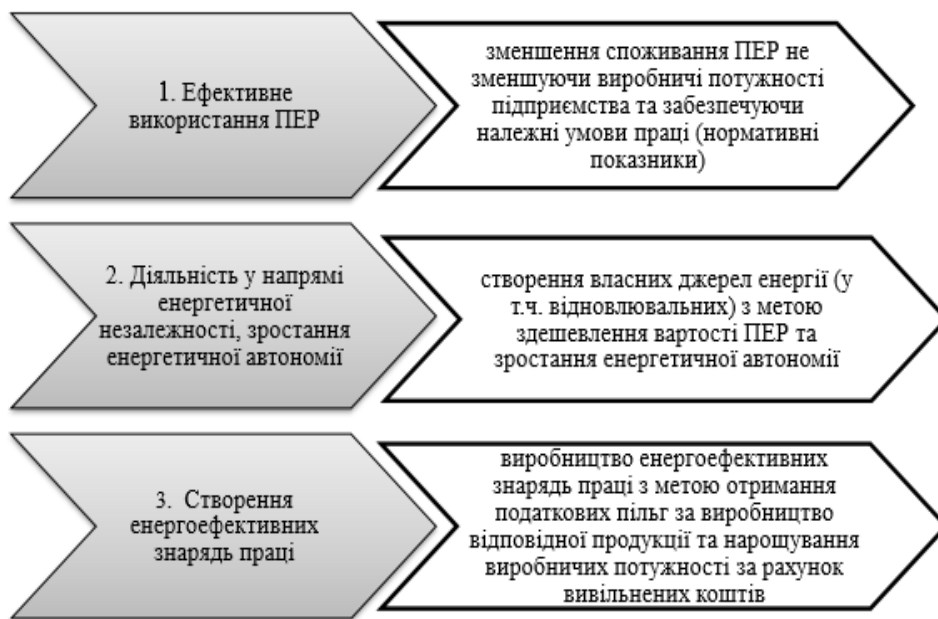 1. Ефективне
використання ПЕР
зменшення споживання ПЕР не
зменшуючи виробничі потужності
підприємства та забезпечуючи
належні умови праці (нормативні
показники)
2. Діяльність у напрямі
енергетичної
незалежності, зростання
енергетичної автономії
створення власних джерел енергії (у
т.ч. відновлювальних) з метою
здешевлення вартості ПЕР та
зростання енергетичної автономії
3. Створення
енергоефективних
знарядь праці
виробництво енергоефективних
знарядь праці з метою отримання
податкових пільг за виробництво
відповідної продукції та нарощування
виробничих потужності за рахунок
вивільнених коштів